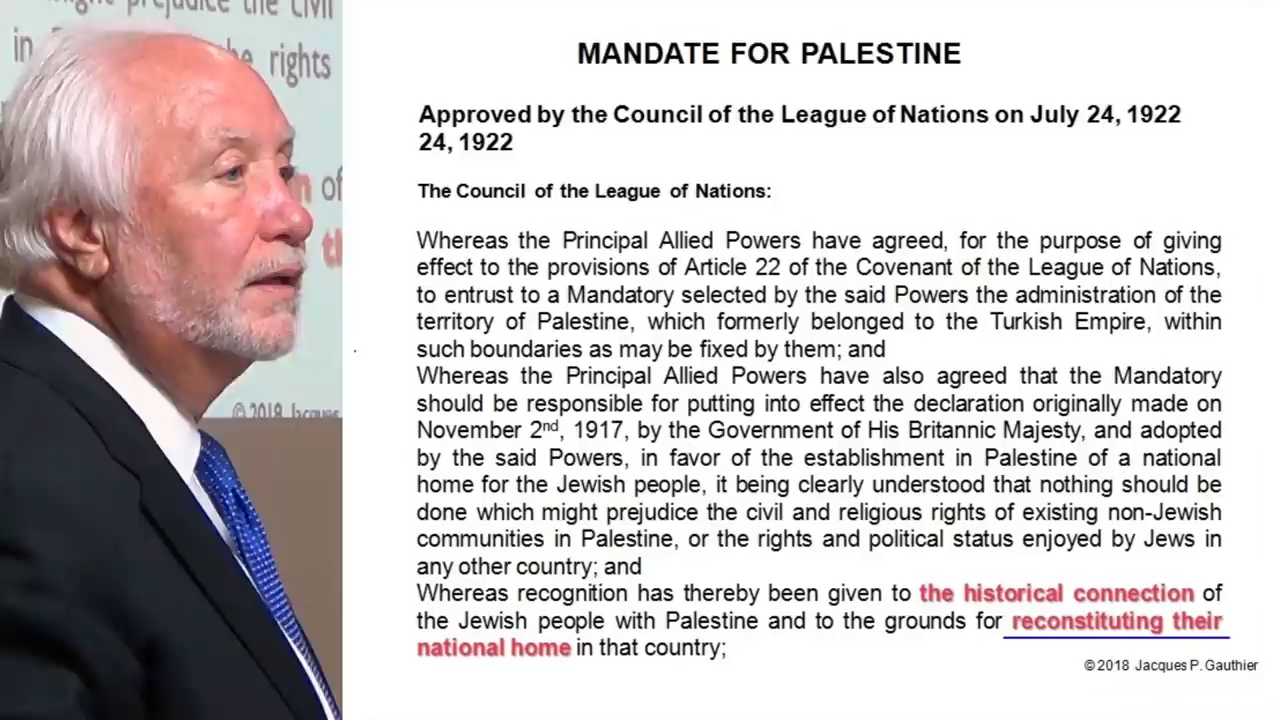 might prejudice the civil
in
the rights
of
© 2018 Jacques
MANDATE FOR PALESTINE
Approved by the Council of the League of Nations on July 24, 1922
24, 1922
The Council of the League of Nations:
Whereas the Principal Allied Powers have agreed, for the purpose of giving
effect to the provisions of Article 22 of the Covenant of the League of Nations,
to entrust to a Mandatory selected by the said Powers the administration of the
territory of Palestine, which formerly belonged to the Turkish Empire, within
such boundaries as may be fixed by them; and
Whereas the Principal Allied Powers have also agreed that the Mandatory
should be responsible for putting into effect the declaration originally made on
November 2nd, 1917, by the Government of His Britannic Majesty, and adopted
by the said Powers, in favor of the establishment in Palestine of a national
home for the Jewish people, it being clearly understood that nothing should be
done which might prejudice the civil and religious rights of existing non-Jewish
communities in Palestine, or the rights and political status enjoyed by Jews in
any other country; and
Whereas recognition has thereby been given to the historical connection of
the Jewish people with Palestine and to the grounds for reconstituting their
national home in that country;
© 2018 Jacques P. Gauthier